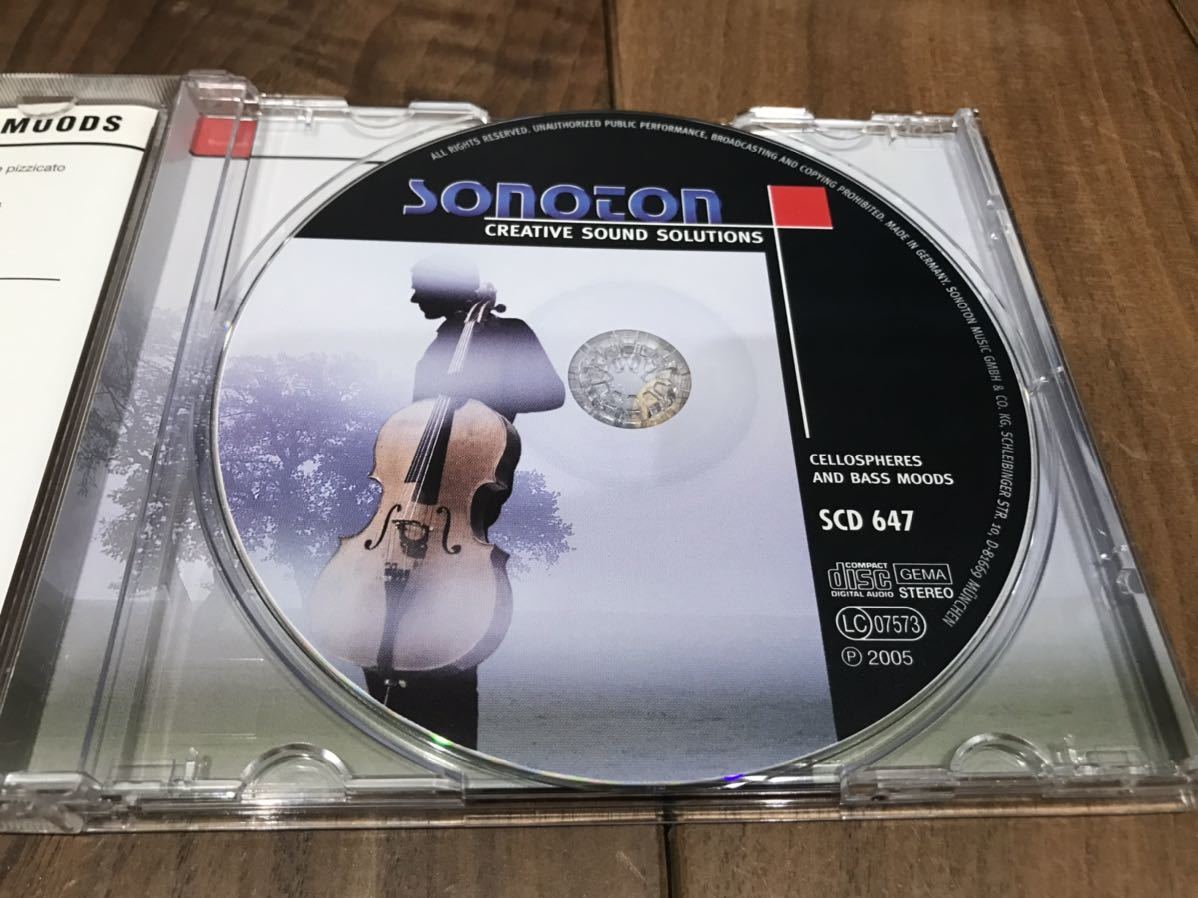 MOODS
pizzicato
ALL RIGHTS RESERVED. UNAUTHORIZED PUBLIC PERFORMANCE, BROADCASTING AND COPYING PROHIBITED. MADE IN GERMANY. SONOTON MUSIC GMBH & CO. KG, SCHLEIBINGER STR. 10, D-81669 MÜNCHEN
SONOTON
CREATIVE SOUND SOLUTIONS
CELLOSPHERES
AND BASS MOODS
SCD 647
COMPACT
disc
DIGITAL AUDIO
GEMA
STEREO
LC 07573
℗ 2005